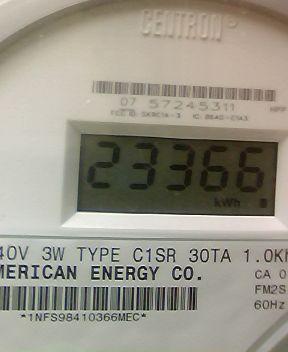 CENTRON
07 57245311
23366
kWh
40V 3W TYPE C1SR 30TA 1.0Kh
MERICAN ENERGY CO.
CA 0
FM2S
60Hz
*1NFS98410366MEC*